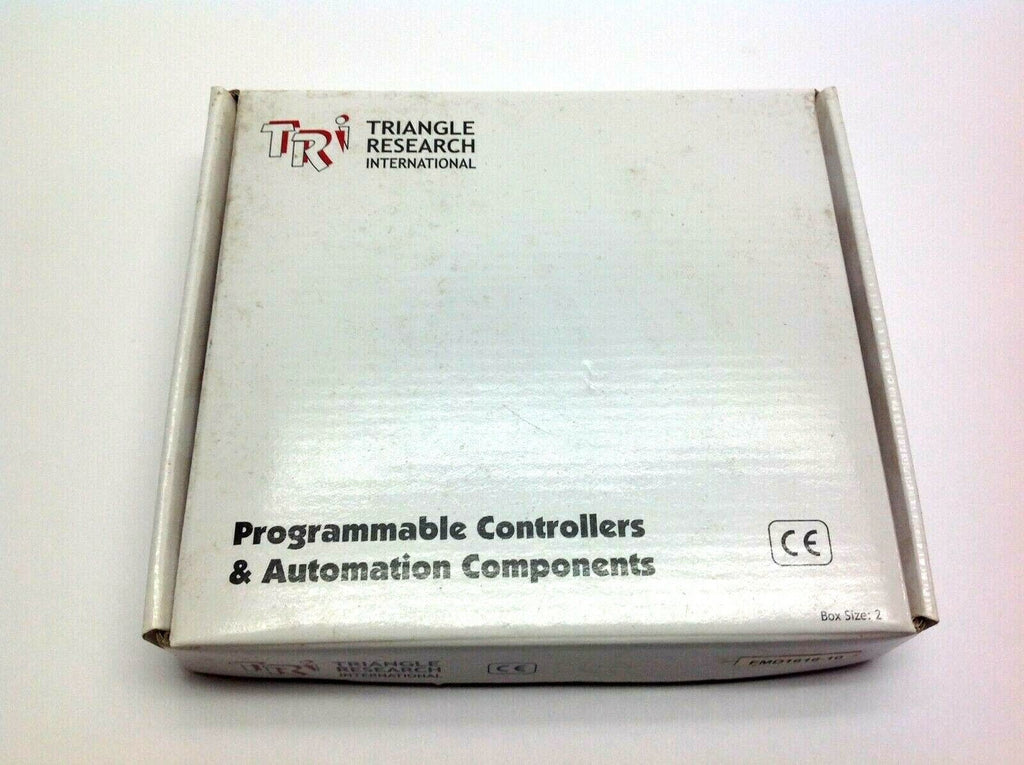 TRi TRIANGLE
RESEARCH
INTERNATIONAL
Programmable Controllers
& Automation Components
CE
Box Size: 2
TRi TRIANGLE
RESEARCH
INTERNATIONAL
CE